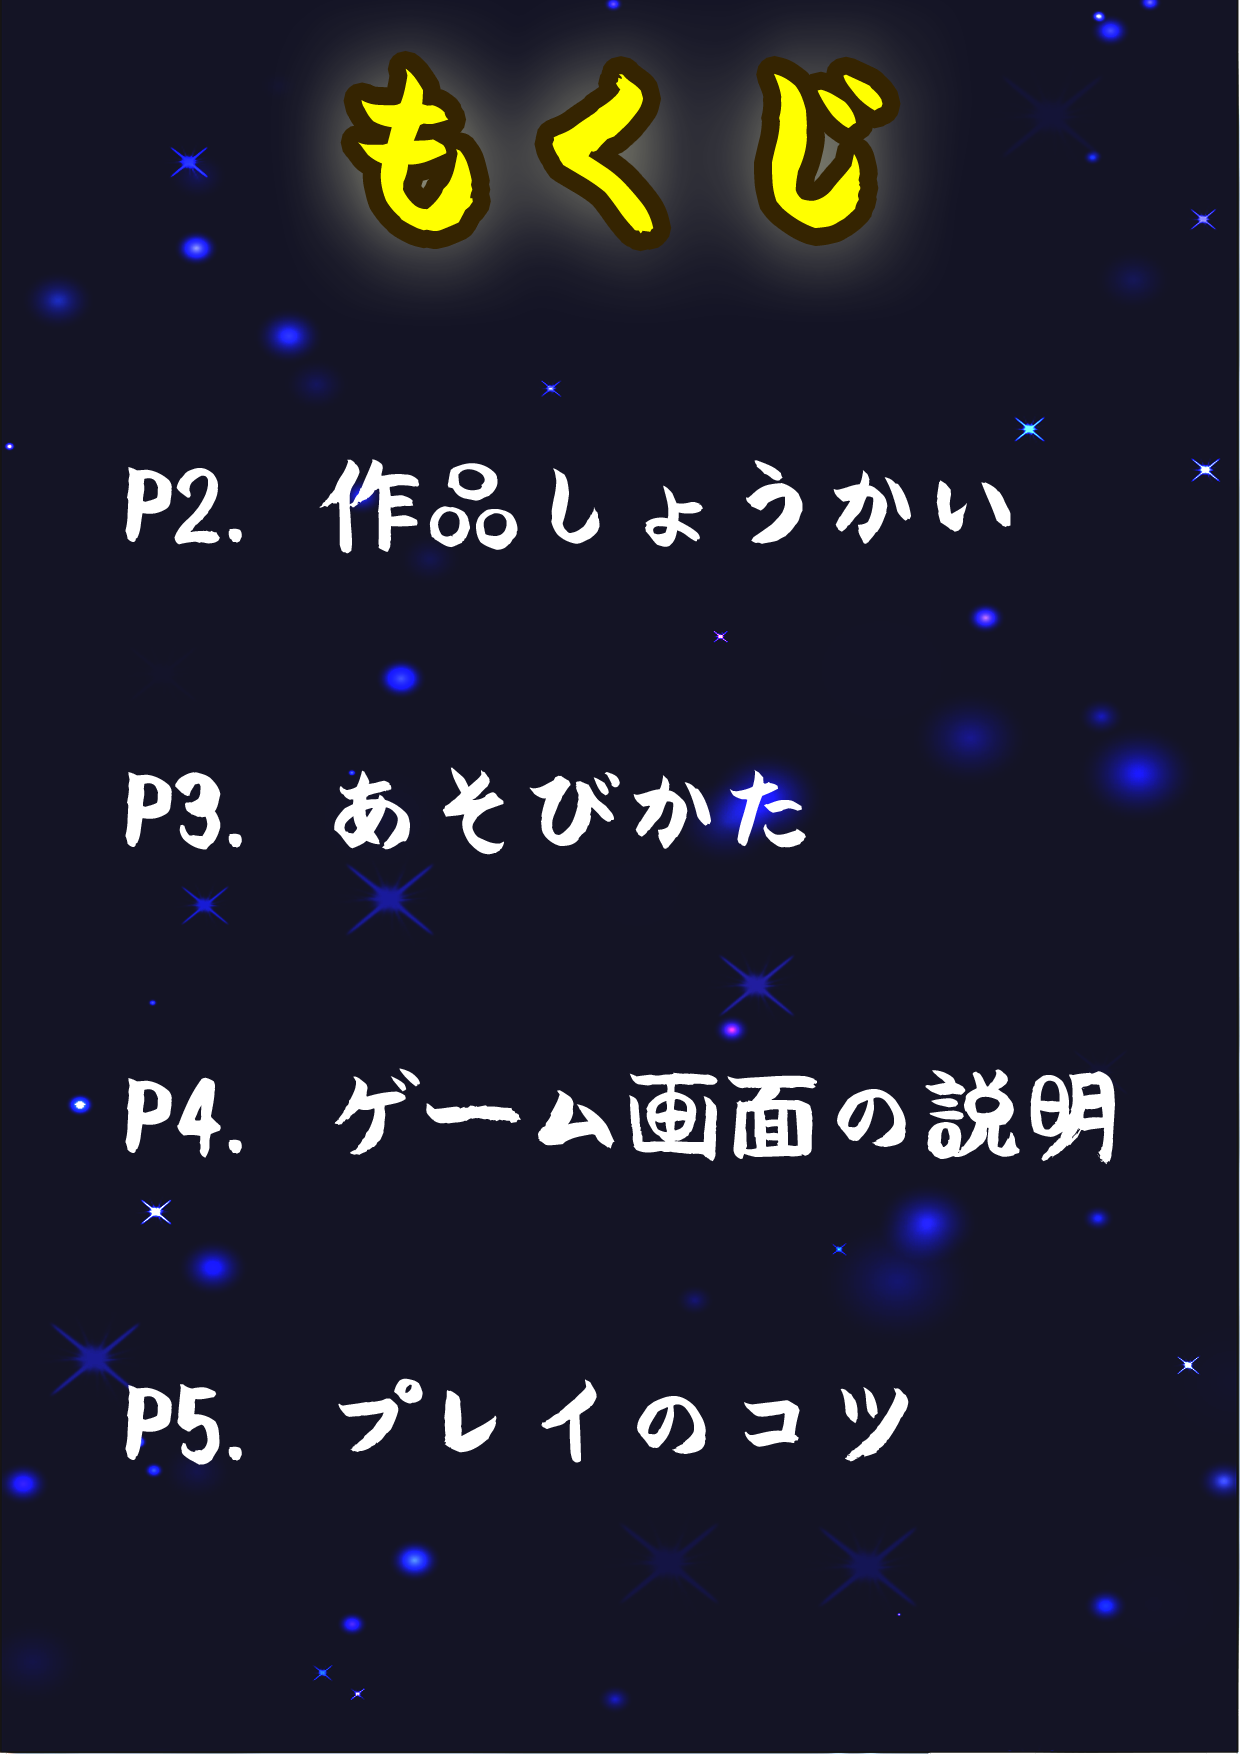 もくじ
P2. 作品しょうかい
P3. あそびかた
P4. ゲーム画面の説明
P5. プレイのコツ